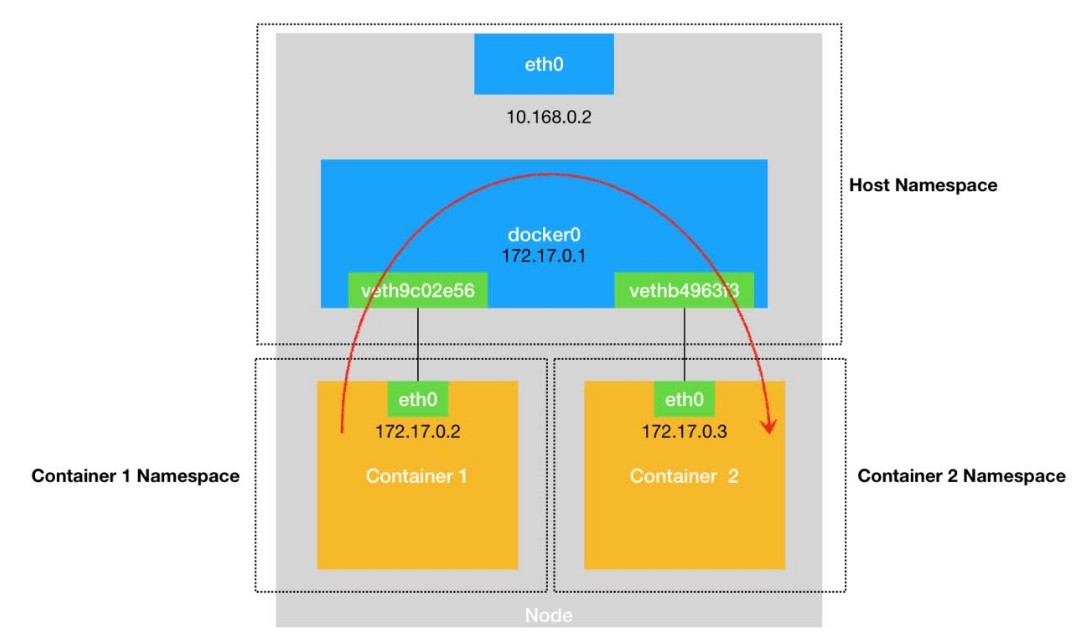 eth0
10.168.0.2
Host Namespace
docker0
172.17.0.1
veth9c02e56
vethb4963f3
eth0
172.17.0.2
Container 1
eth0
172.17.0.3
Container 2
Container 1 Namespace
Container 2 Namespace
Node